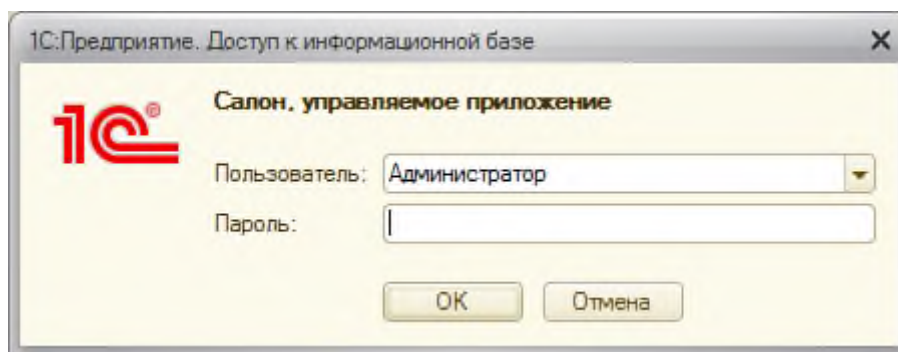 1С:Предприятие. Доступ к информационной базе
1С®
Салон, управляемое приложение
Пользователь: Администратор
Пароль:
OK Отмена